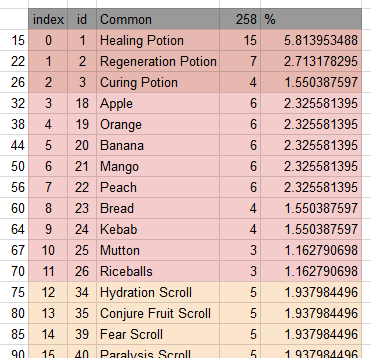 index id Common 258 %
15 0 1 Healing Potion 15 5.813953488
22 1 2 Regeneration Potion 7 2.713178295
26 2 3 Curing Potion 4 1.550387597
32 3 18 Apple 6 2.325581395
38 4 19 Orange 6 2.325581395
44 5 20 Banana 6 2.325581395
50 6 21 Mango 6 2.325581395
56 7 22 Peach 6 2.325581395
60 8 23 Bread 4 1.550387597
64 9 24 Kebab 4 1.550387597
67 10 25 Mutton 3 1.162790698
70 11 26 Riceballs 3 1.162790698
75 12 34 Hydration Scroll 5 1.937984496
80 13 35 Conjure Fruit Scroll 5 1.937984496
85 14 39 Fear Scroll 5 1.937984496
90 15 40 Paralysis Scroll 5 1.937984496